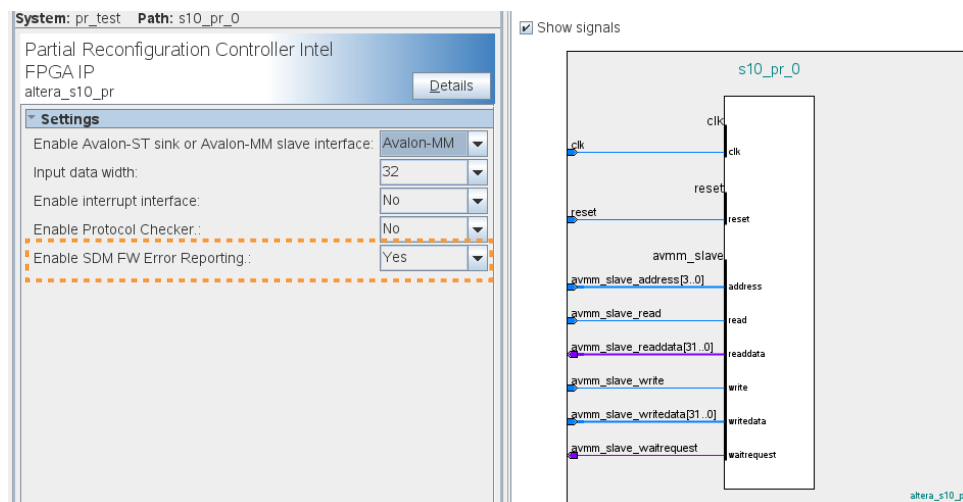 System: pr_test Path: s10_pr_0
Partial Reconfiguration Controller Intel
FPGA IP
altera_s10_pr
Details
Settings
Enable Avalon-ST sink or Avalon-MM slave interface: Avalon-MM
Input data width: 32
Enable interrupt interface: No
Enable Protocol Checker.: No
Enable SDM FW Error Reporting.: Yes
Show signals
s10_pr_0
clk
clk
clk
reset
reset
reset
avmm_slave
avmm_slave_address[3..0]
address
avmm_slave_read
read
avmm_slave_readdata[31..0]
readdata
avmm_slave_write
write
avmm_slave_writedata[31..0]
writedata
avmm_slave_waitrequest
waitrequest